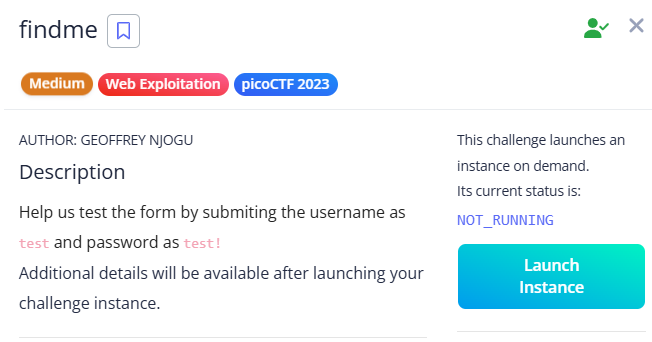 findme
Medium Web Exploitation picoCTF 2023
AUTHOR: GEOFFREY NJOGU
Description
Help us test the form by submiting the username as
test and password as test!
Additional details will be available after launching your
challenge instance.
This challenge launches an
instance on demand.
Its current status is:
NOT_RUNNING
Launch
Instance